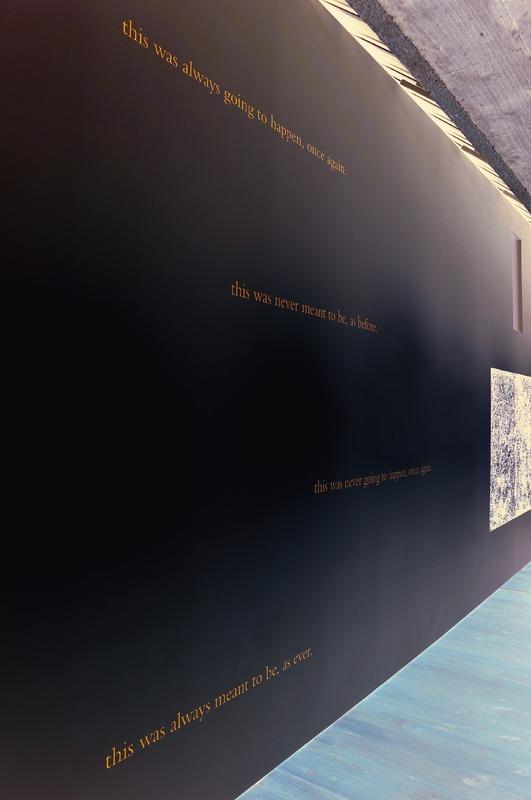 this was always going to happen, once again.
this was never meant to be, as before.
this was never going to happen, once again.
this was always meant to be, as ever.